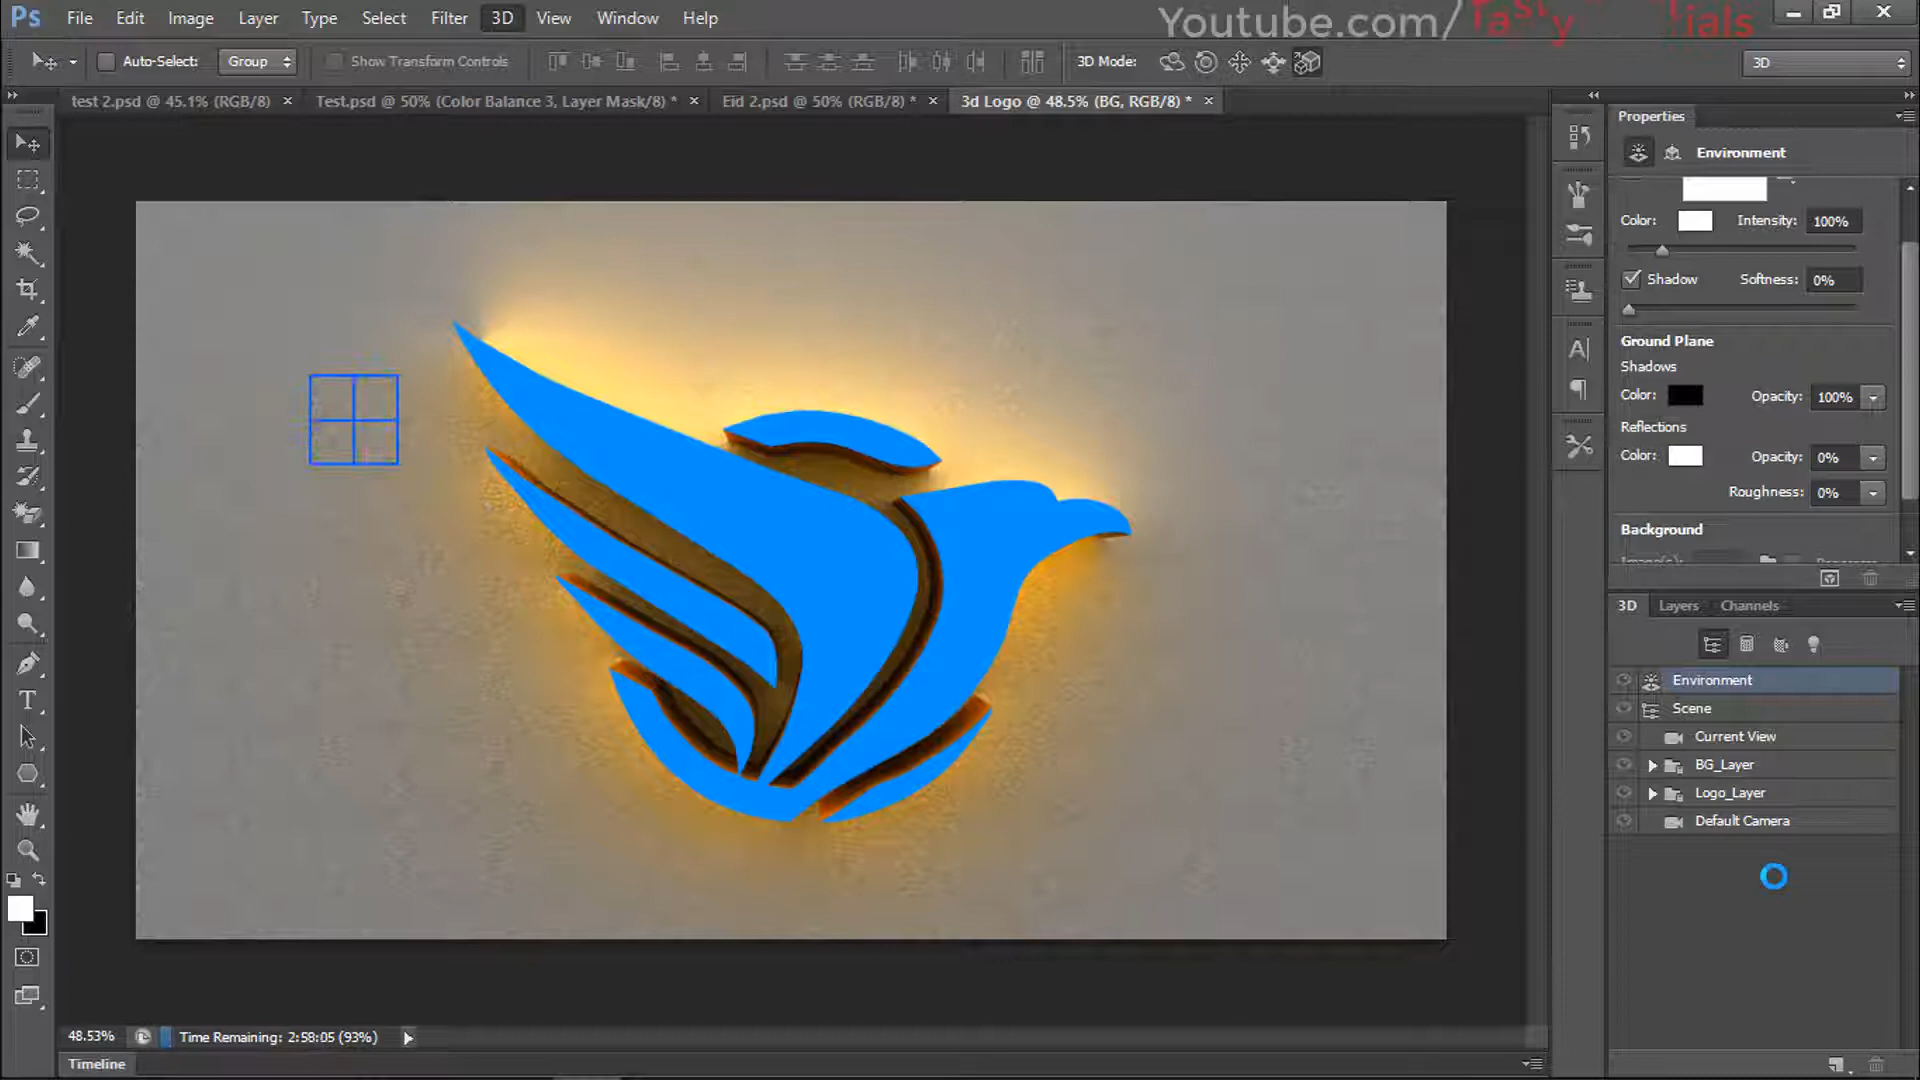 Youtube.com/Tasty
Ps File Edit Image Layer Type Select Filter 3D View Window Help
Auto-Select: Group Show Transform Controls 3D Mode: 3D
test 2.psd @ 45.1% (RGB/8) × Test.psd @ 50% (Color Balance 3, Layer Mask/8) * × Eid 2.psd @ 50% (RGB/8) * × 3d Logo @ 48.5% (BG, RGB/8) * ×
Properties
Environment
Color: Intensity: 100%
Shadow Softness: 0%
Ground Plane
Shadows
Color: Opacity: 100%
Reflections
Color: Opacity: 0%
Roughness: 0%
Background
3D Layers Channels
Environment
Scene
Current View
BG_Layer
Logo_Layer
Default Camera
48.53% Time Remaining: 2:58:05 (93%)
Timeline